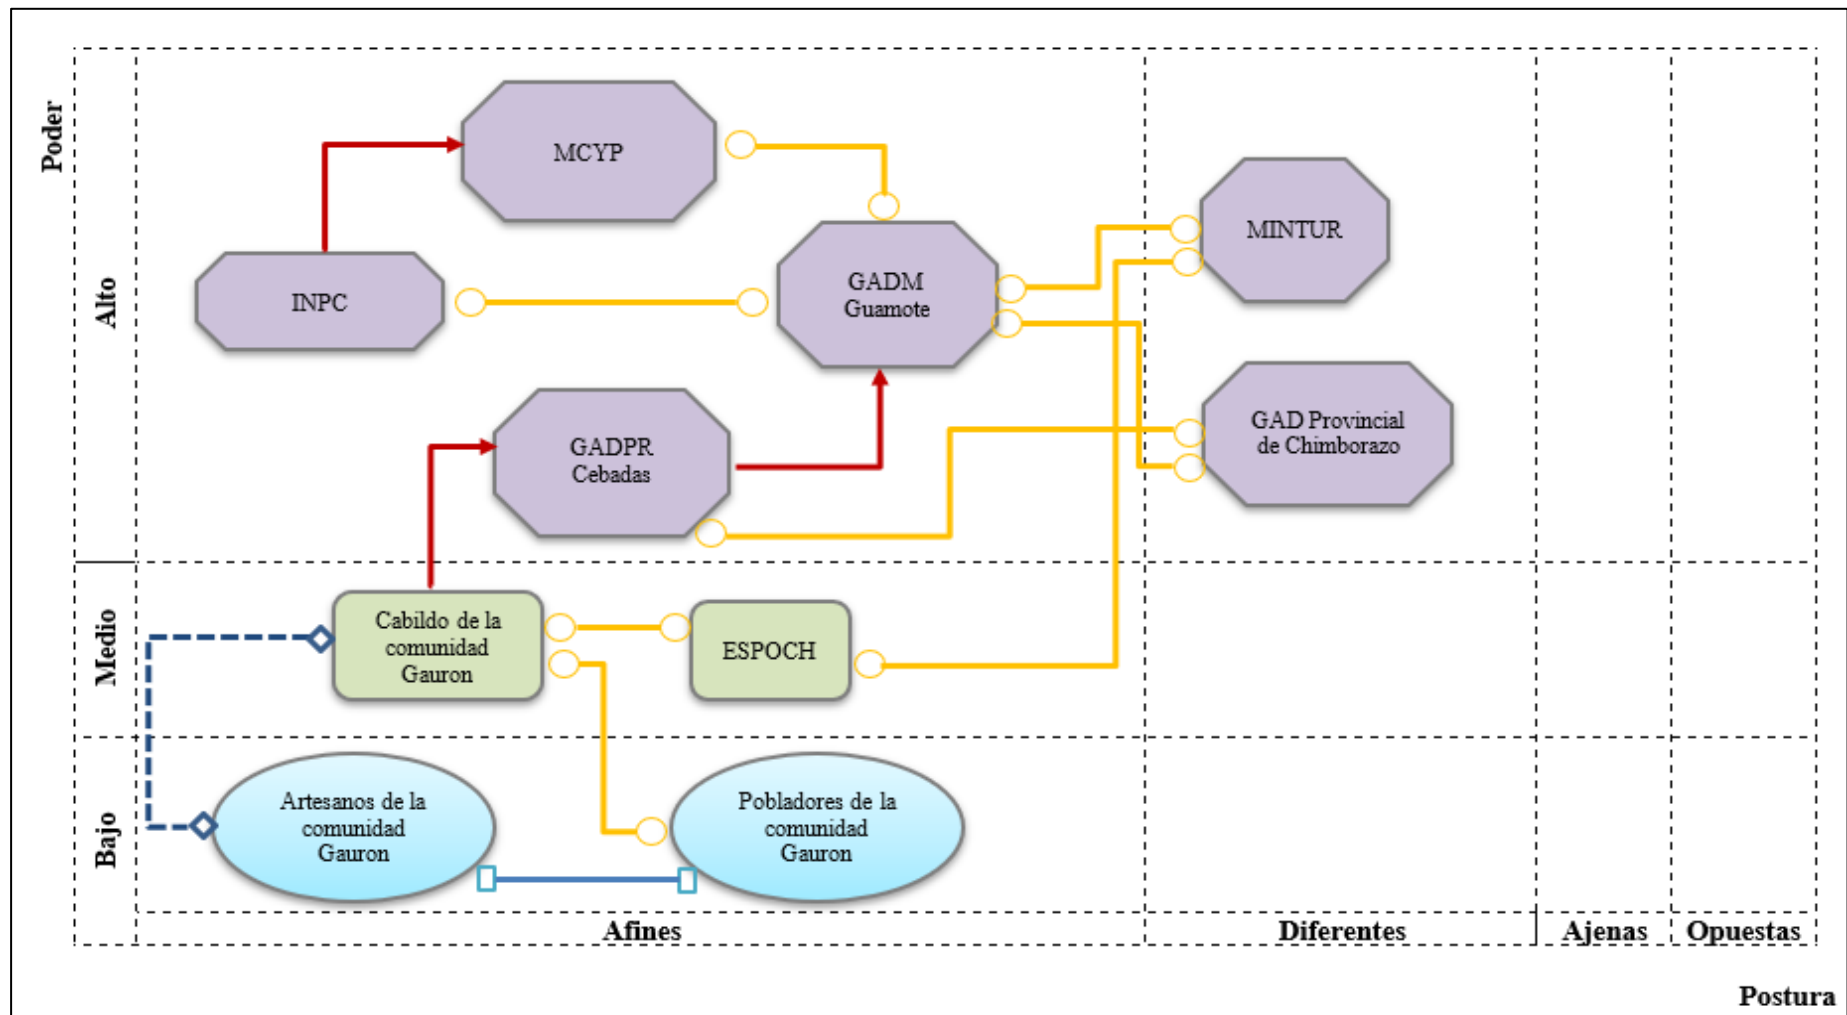 Poder
Alto
MCYP
INPC
GADM
Guamote
MINTUR
GADPR
Cebadas
GAD Provincial
de Chimborazo
Medio
Cabildo de la
comunidad
Gauron
ESPOCH
Bajo
Artesanos de la
comunidad
Gauron
Pobladores de la
comunidad
Gauron
Afines
Diferentes
Ajenas
Opuestas
Postura